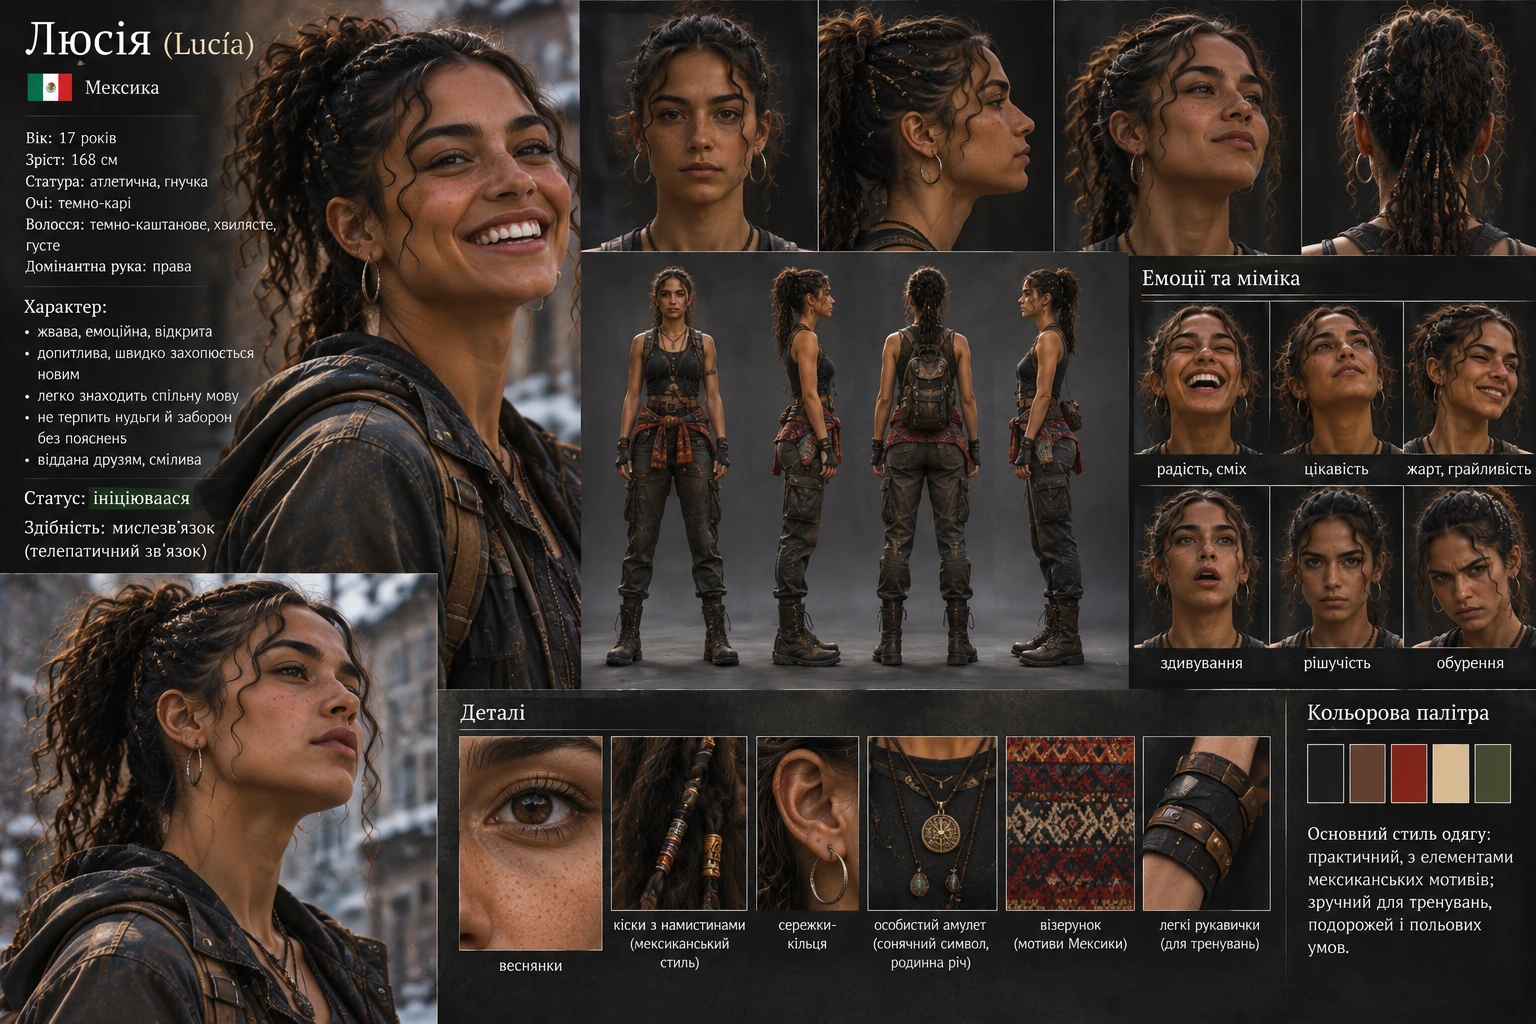 Люсія (Lucía)
Мексика
Вік: 17 років
Зріст: 168 см
Статура: атлетична, гнучка
Очі: темно-карі
Волосся: темно-каштанове, хвилясте,
густе
Домінантна рука: права
Характер:
• жвава, емоційна, відкрита
• допитлива, швидко захопюється
новим
• легко знаходить спільну мову
• не терпить нудьги й заборон
без пояснень
• віддана друзям, смілива
Статус: ініціюваася
Здібність: мислезв'язок
(телепатичний зв'язок)
Емоції та міміка
радість, сміх
цікавість
жарт, грайливість
здивування
рішучість
обурення
Деталі
веснянки
кіски з намистинами
(мексиканський
стиль)
сережки-
кільця
особистий амулет
(сонячний символ,
родинна річ)
візерунок
(мотиви Мексики)
легкі рукавички
(для тренувань)
Кольорова палітра
Основний стиль одягу:
практичний, з елементами
мексиканських мотивів;
зручний для тренувань,
подорожей і польових
умов.